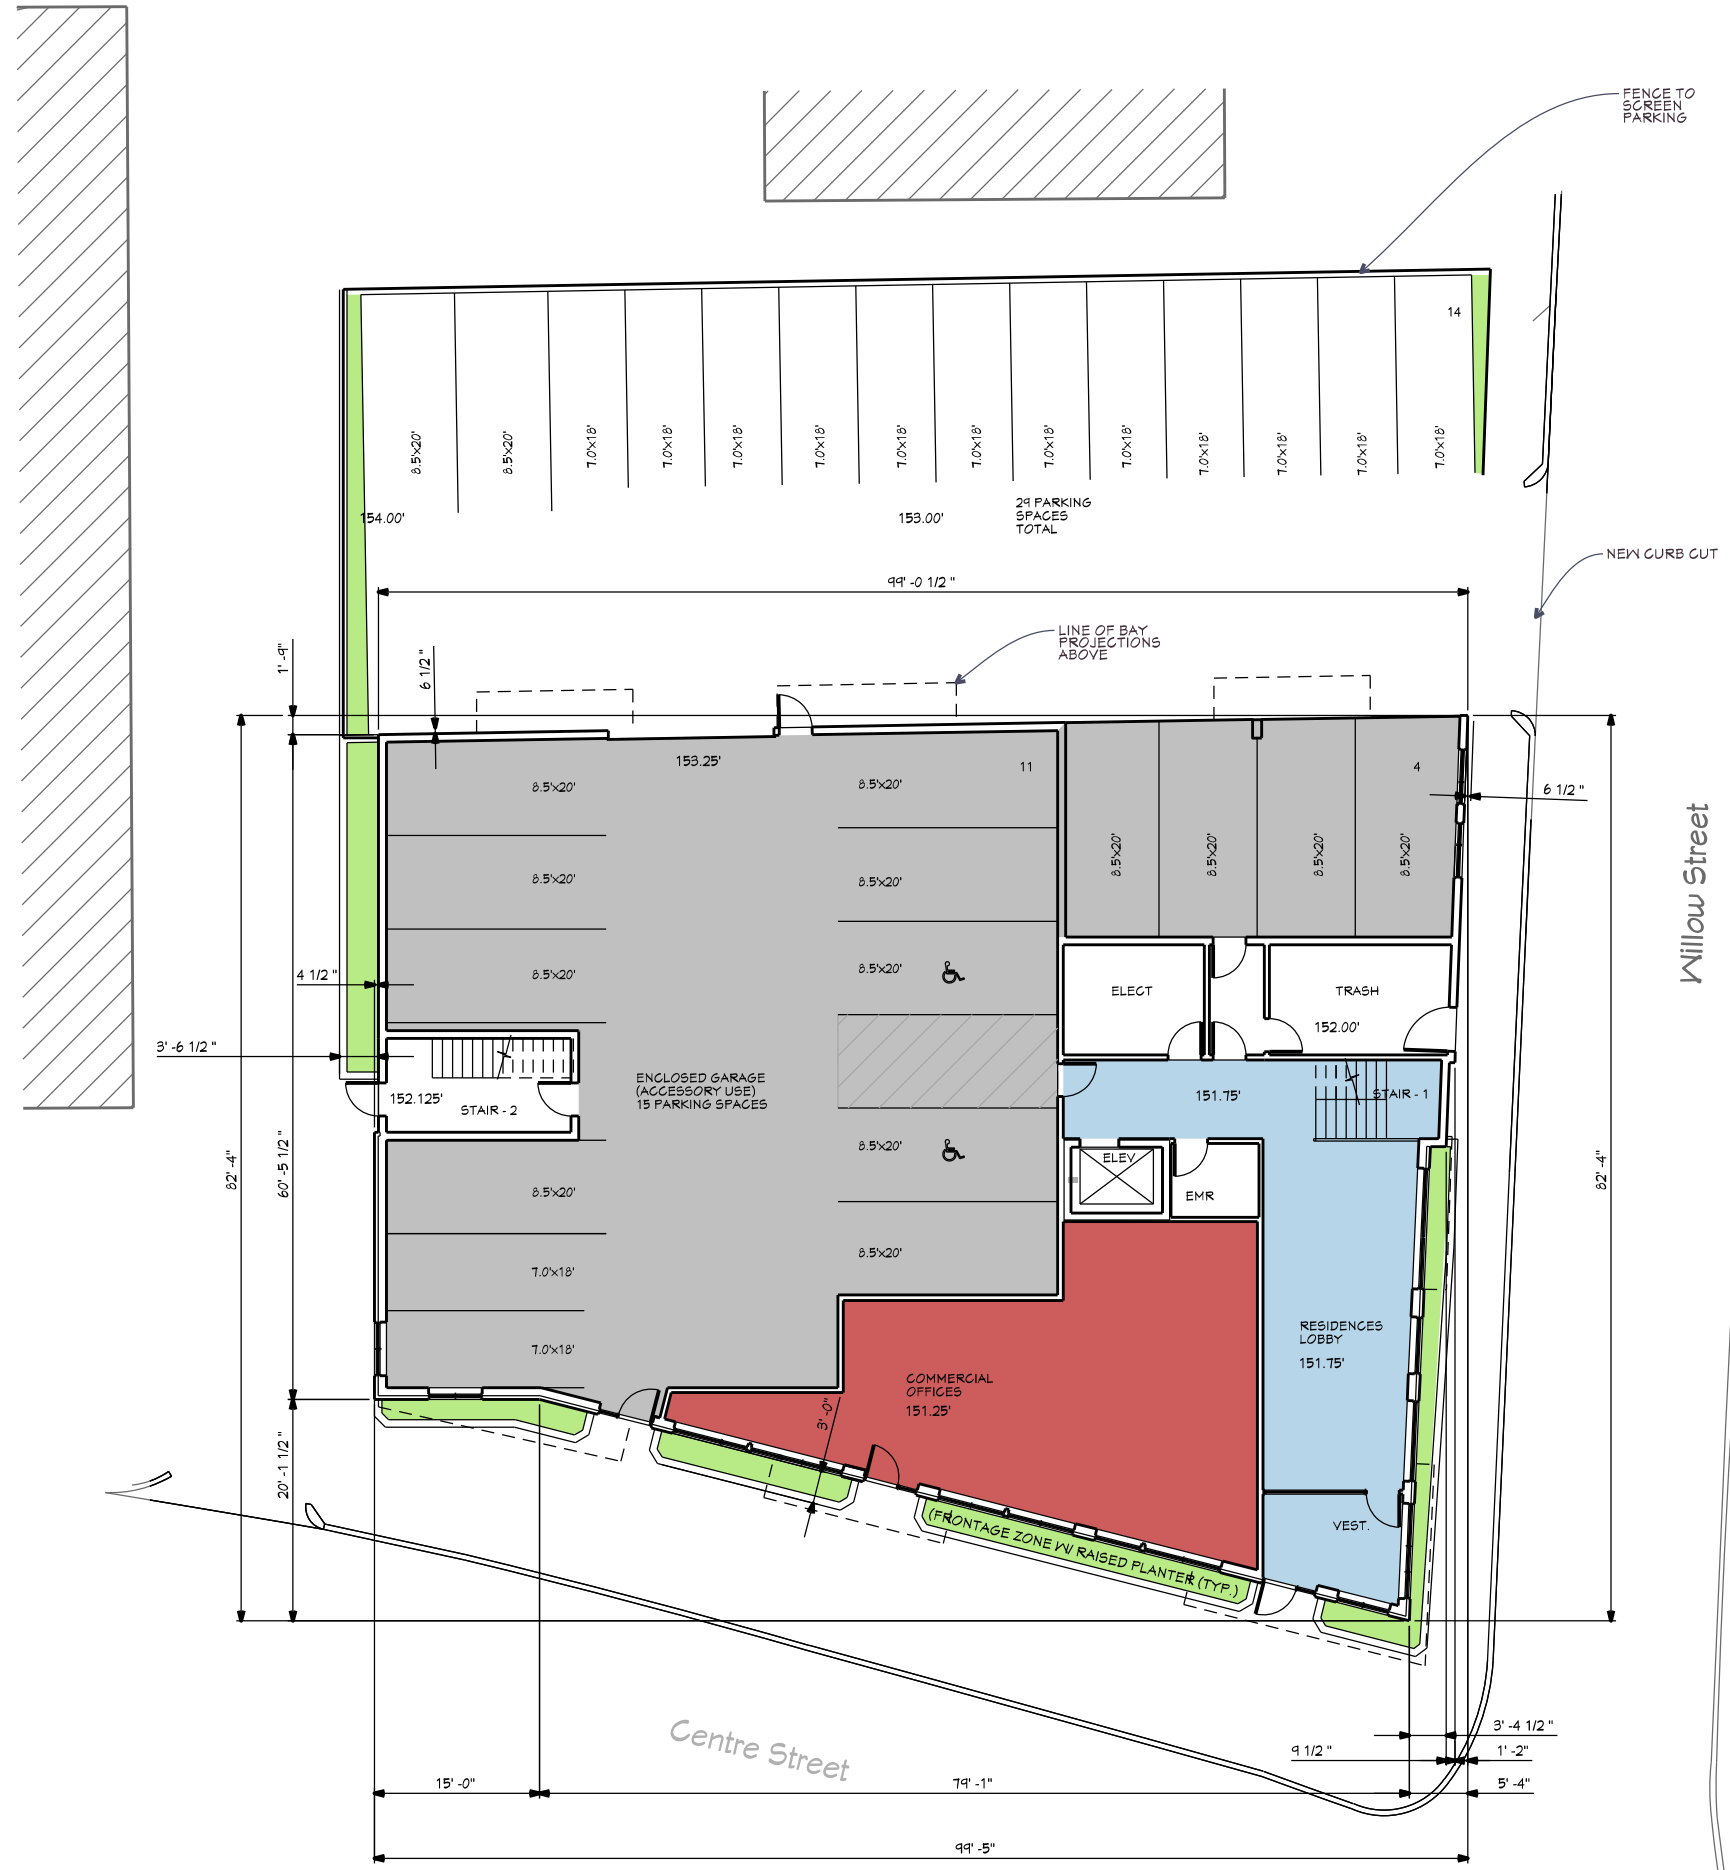 FENCE TO
SCREEN
PARKING
14
8.5'x20'
8.5'x20'
7.0'x18'
7.0'x18'
7.0'x18'
7.0'x18'
7.0'x18'
7.0'x18'
7.0'x18'
7.0'x18'
7.0'x18'
7.0'x18'
7.0'x18'
7.0'x18'
154.00'
153.00'
29 PARKING
SPACES
TOTAL
NEW CURB CUT
99' -0 1/2 "
LINE OF BAY
PROJECTIONS
ABOVE
1' -9"
6 1/2 "
153.25'
11
4
6 1/2 "
8.5'x20'
8.5'x20'
8.5'x20'
8.5'x20'
8.5'x20'
8.5'x20'
8.5'x20'
8.5'x20'
8.5'x20'
8.5'x20'
Willow Street
4 1/2 "
ELECT
TRASH
152.00'
3' -6 1/2 "
ENCLOSED GARAGE
(ACCESSORY USE)
15 PARKING SPACES
152.125'
STAIR - 2
151.75'
STAIR - 1
82' -4"
60' -5 1/2 "
8.5'x20'
ELEV
EMR
82' -4"
8.5'x20'
8.5'x20'
7.0'x18'
7.0'x18'
RESIDENCES
LOBBY
151.75'
COMMERCIAL
OFFICES
151.25'
3' -0"
20' -1 1/2 "
(FRONTAGE ZONE W/ RAISED PLANTER (TYP.)
VEST.
Centre Street
3' -4 1/2 "
9 1/2 "
1' -2"
15' -0"
79' -1"
5' -4"
99' -5"